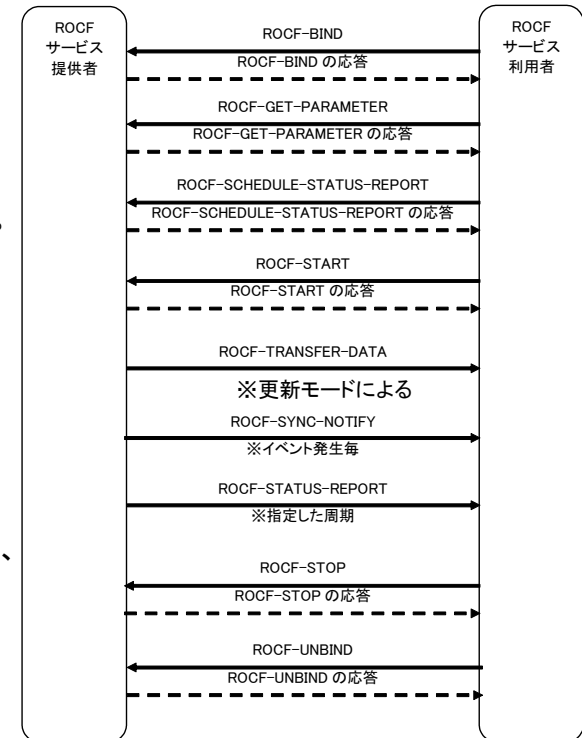 ROCF
サービス
提供者
ROCF
サービス
利用者
ROCF-BIND
ROCF-BIND の応答
ROCF-GET-PARAMETER
ROCF-GET-PARAMETER の応答
ROCF-SCHEDULE-STATUS-REPORT
ROCF-SCHEDULE-STATUS-REPORT の応答
。
ROCF-START
ROCF-START の応答
ROCF-TRANSFER-DATA
※更新モードによる
ROCF-SYNC-NOTIFY
※イベント発生毎
ROCF-STATUS-REPORT
※指定した周期
、
ROCF-STOP
ROCF-STOP の応答
ROCF-UNBIND
ROCF-UNBIND の応答